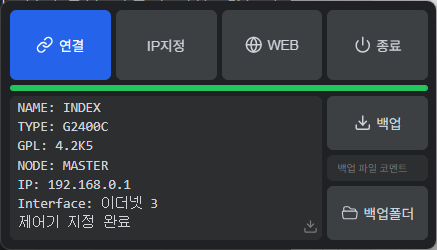 연결
IP지정
WEB
종료
NAME: INDEX
TYPE: G2400C
GPL: 4.2K5
NODE: MASTER
IP: 192.168.0.1
Interface: 이더넷 3
제어기 지정 완료
백업
백업 파일 코멘트
백업폴더